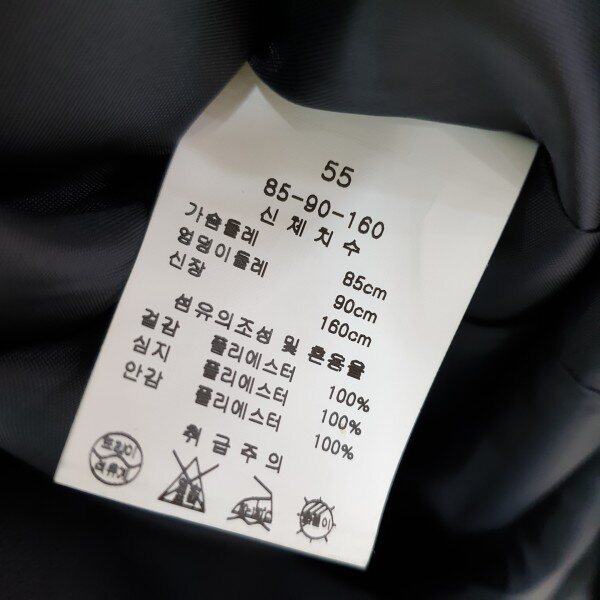 55
85-90-160
신 체 치 수
가슴둘레 85cm
엉덩이둘레 90cm
신장 160cm
섬유의조성 및 혼용율
겉감 폴리에스터 100%
심지 폴리에스터 100%
안감 폴리에스터 100%
취 급 주 의
드라이